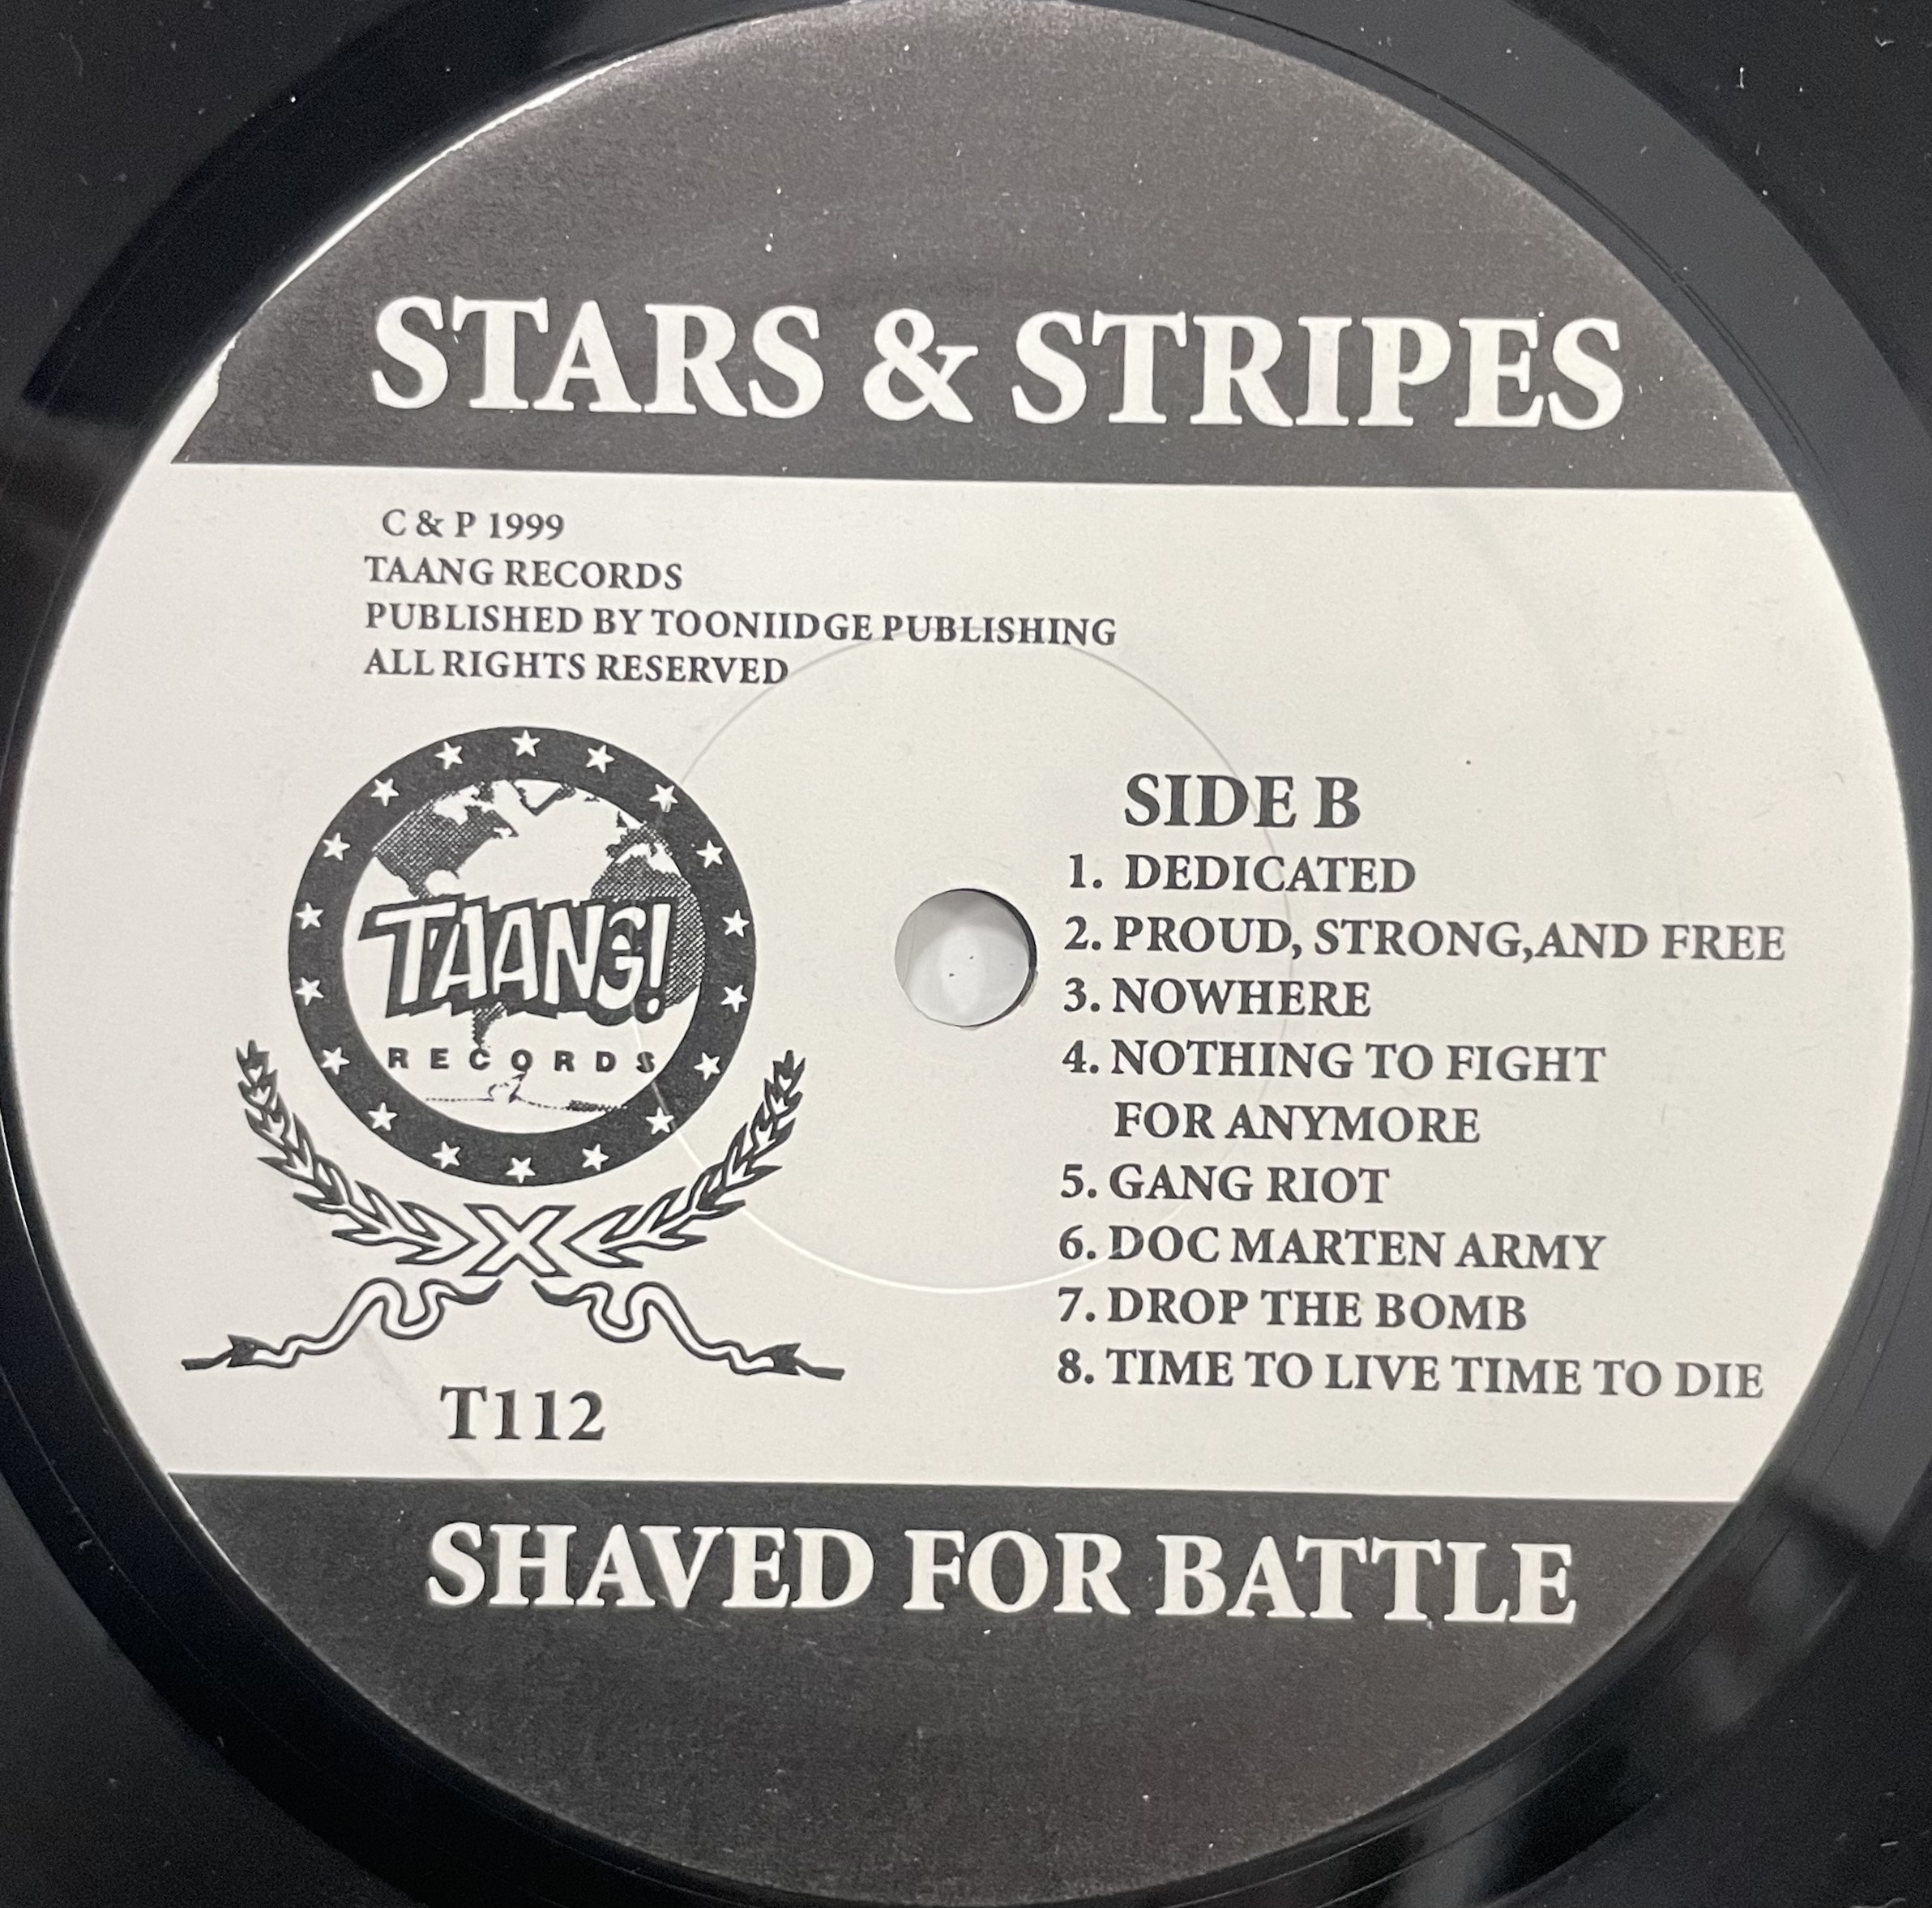 STARS & STRIPES
C & P 1999
TAANG RECORDS
PUBLISHED BY TOONIIDGE PUBLISHING
ALL RIGHTS RESERVED
TAANG!
RECORDS
X
T112
SIDE B
1. DEDICATED
2. PROUD, STRONG,AND FREE
3. NOWHERE
4. NOTHING TO FIGHT
FOR ANYMORE
5. GANG RIOT
6. DOC MARTEN ARMY
7. DROP THE BOMB
8. TIME TO LIVE TIME TO DIE
SHAVED FOR BATTLE